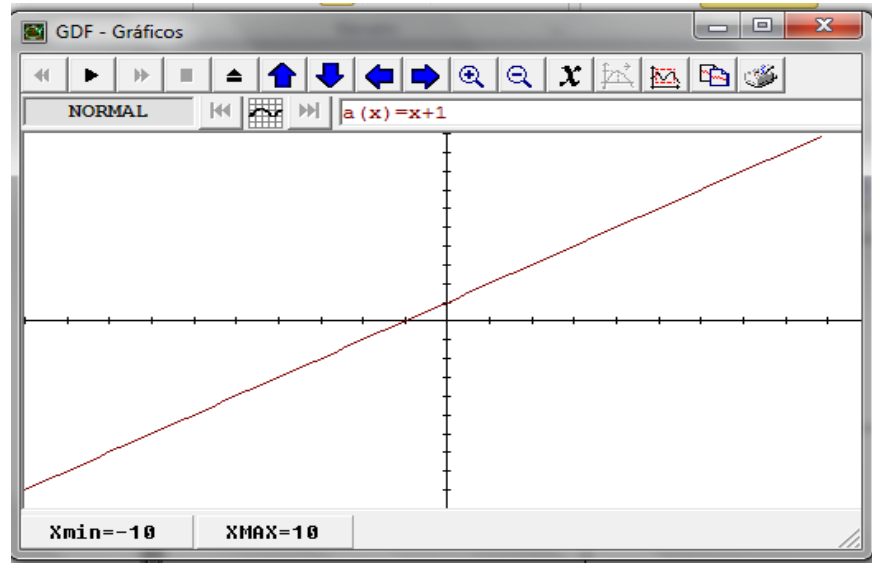 GDF - Gráficos
NORMAL
a(x)=x+1
Xmin=-10 XMAX=10